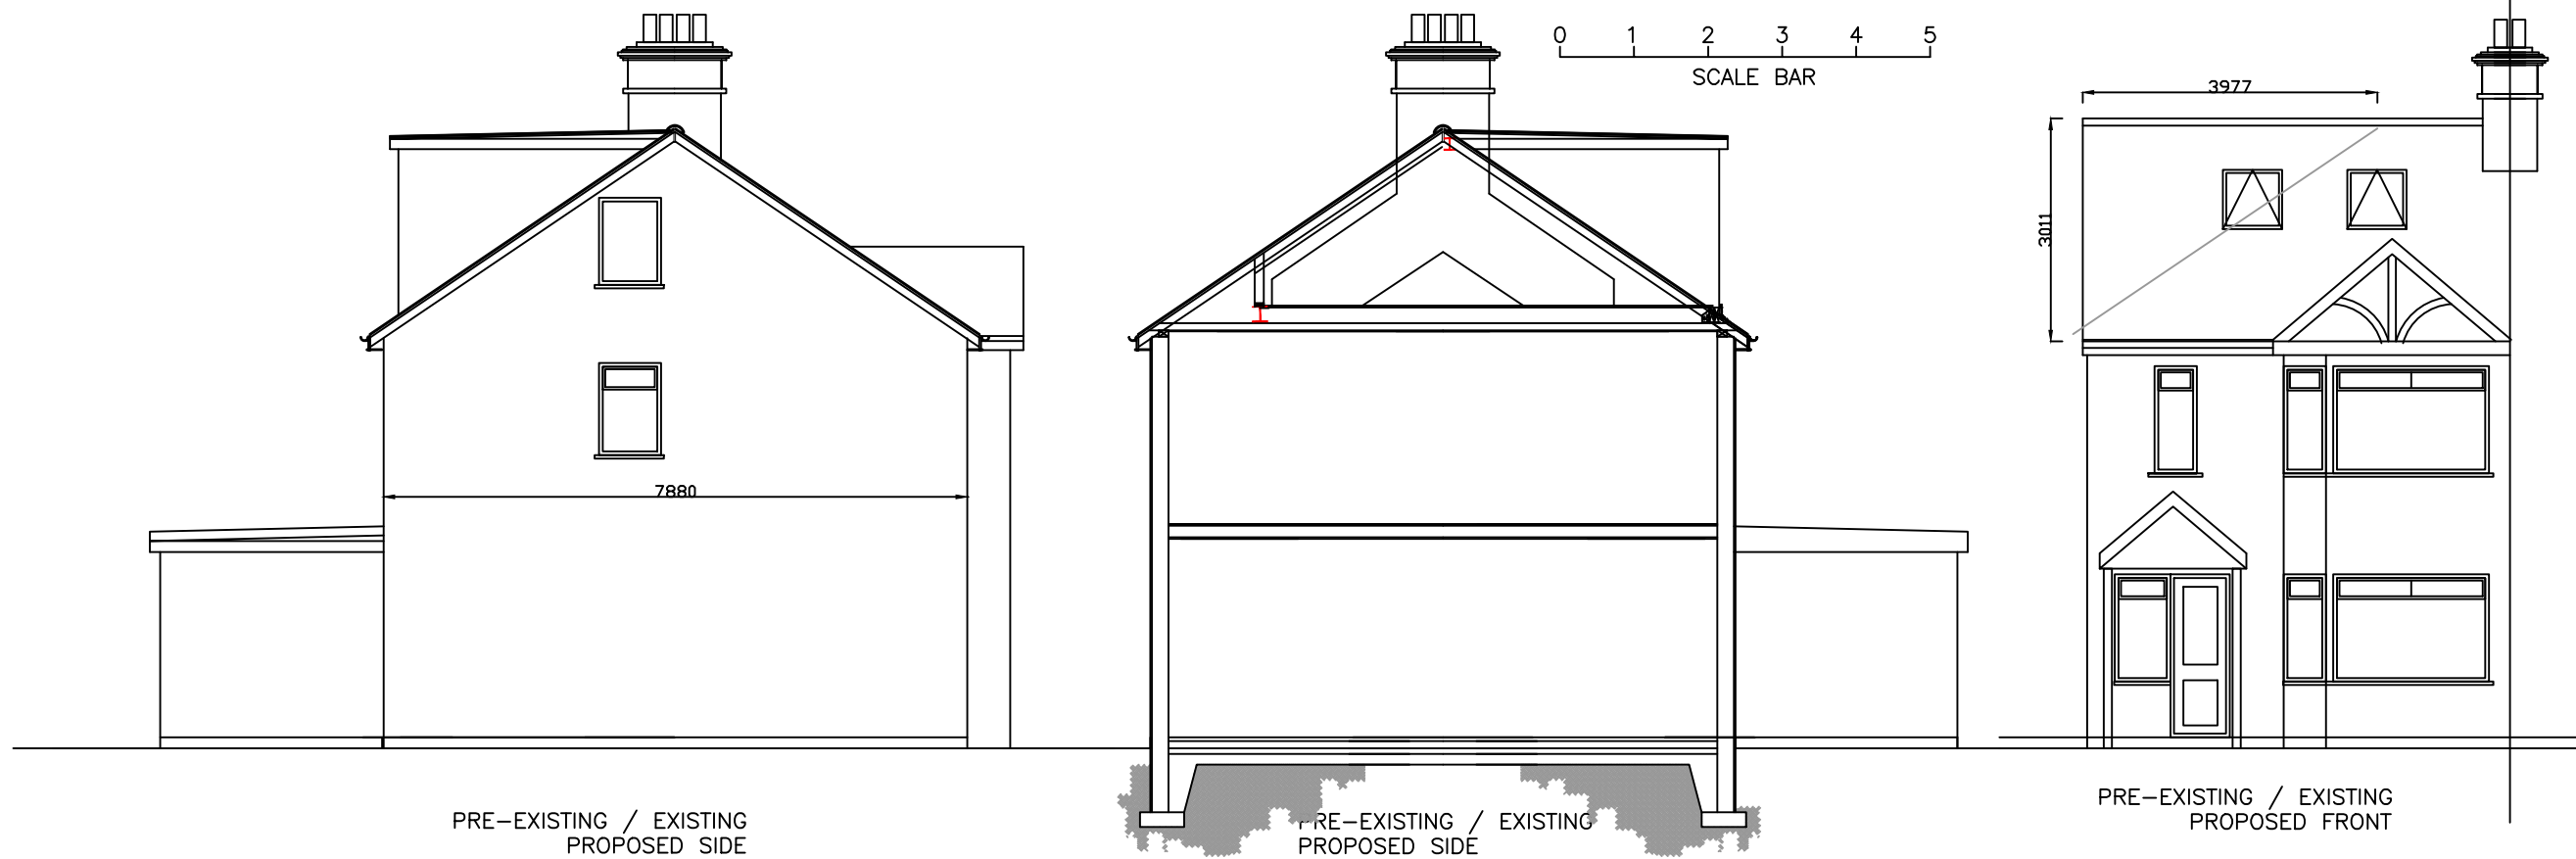 0 1 2 3 4 5
SCALE BAR
3977
3011
7880
PRE-EXISTING / EXISTING
PROPOSED SIDE
PRE-EXISTING / EXISTING
PROPOSED SIDE
PRE-EXISTING / EXISTING
PROPOSED FRONT